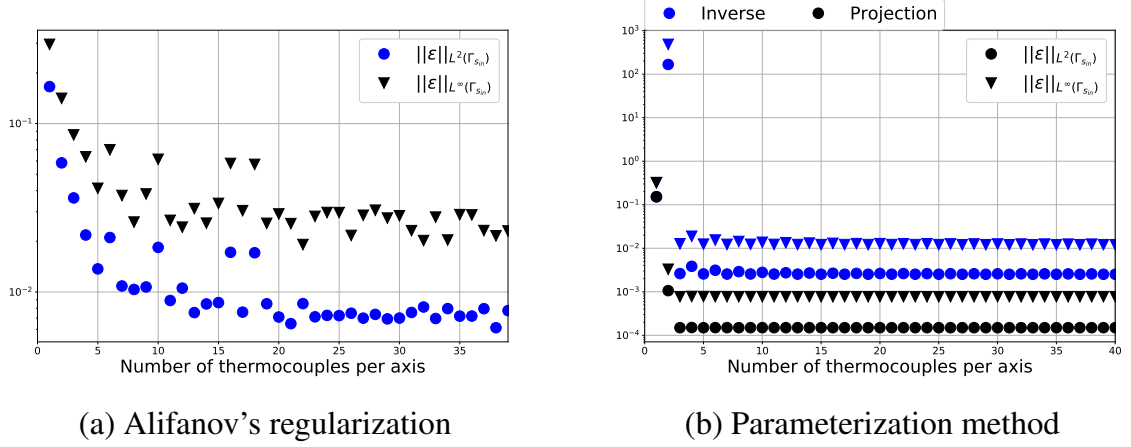 Inverse Projection
||ε||L²(Γsin)
||ε||L∞(Γsin)
10⁻¹
10⁻²
0 5 10 15 20 25 30 35
Number of thermocouples per axis
||ε||L²(Γsin)
||ε||L∞(Γsin)
10³
10²
10¹
10⁰
10⁻¹
10⁻²
10⁻³
10⁻⁴
0 5 10 15 20 25 30 35 40
Number of thermocouples per axis
(a) Alifanov's regularization
(b) Parameterization method